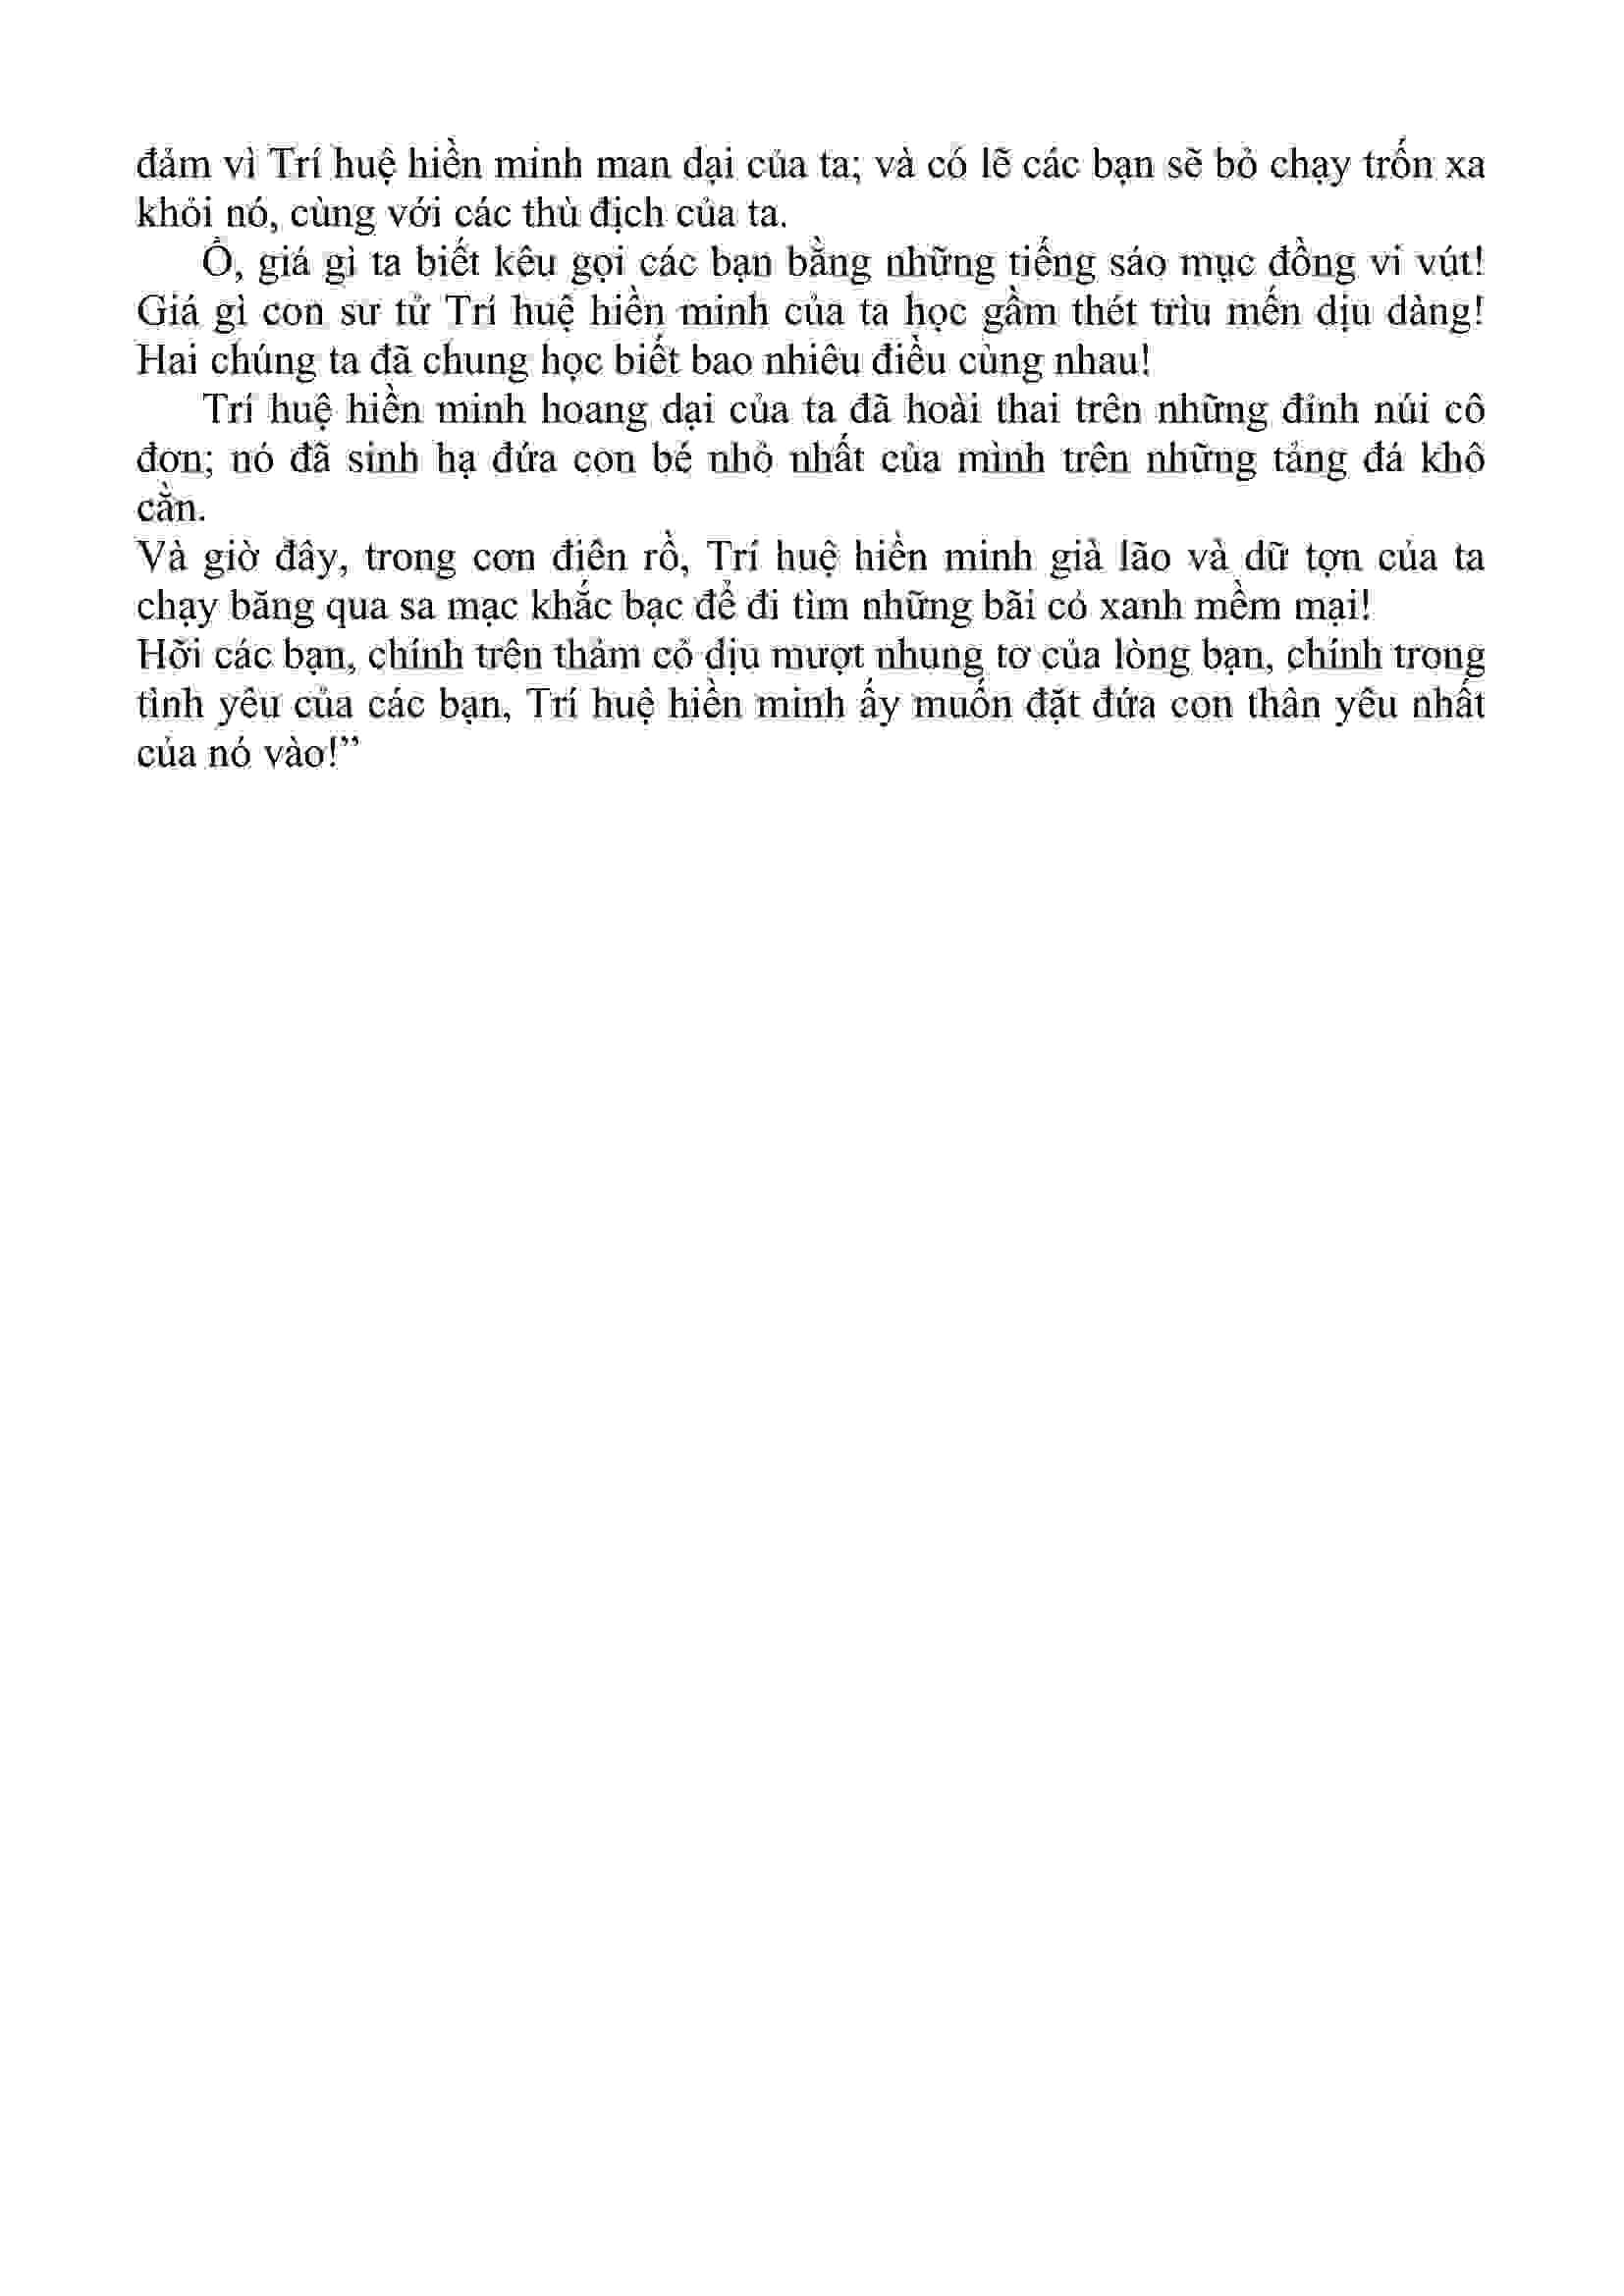 đảm vì Trí huệ hiền minh man dại của ta; và có lẽ các bạn sẽ bỏ chạy trốn xa
khỏi nó, cùng với các thù địch của ta.
Ồ, giá gì ta biết kêu gọi các bạn bằng những tiếng sáo mục đồng vi vút!
Giá gì con sư tử Trí huệ hiền minh của ta học gầm thét trìu mến dịu dàng!
Hai chúng ta đã chung học biết bao nhiêu điều cùng nhau!
Trí huệ hiền minh hoang dại của ta đã hoài thai trên những đỉnh núi cô
đơn; nó đã sinh hạ đứa con bé nhỏ nhất của mình trên những tảng đá khô
cằn.
Và giờ đây, trong cơn điên rồ, Trí huệ hiền minh già lão và dữ tợn của ta
chạy băng qua sa mạc khắc bạc để đi tìm những bãi cỏ xanh mềm mại!
Hỡi các bạn, chính trên thảm cỏ dịu mượt nhung tơ của lòng bạn, chính trong
tình yêu của các bạn, Trí huệ hiền minh ấy muốn đặt đứa con thân yêu nhất
của nó vào!”